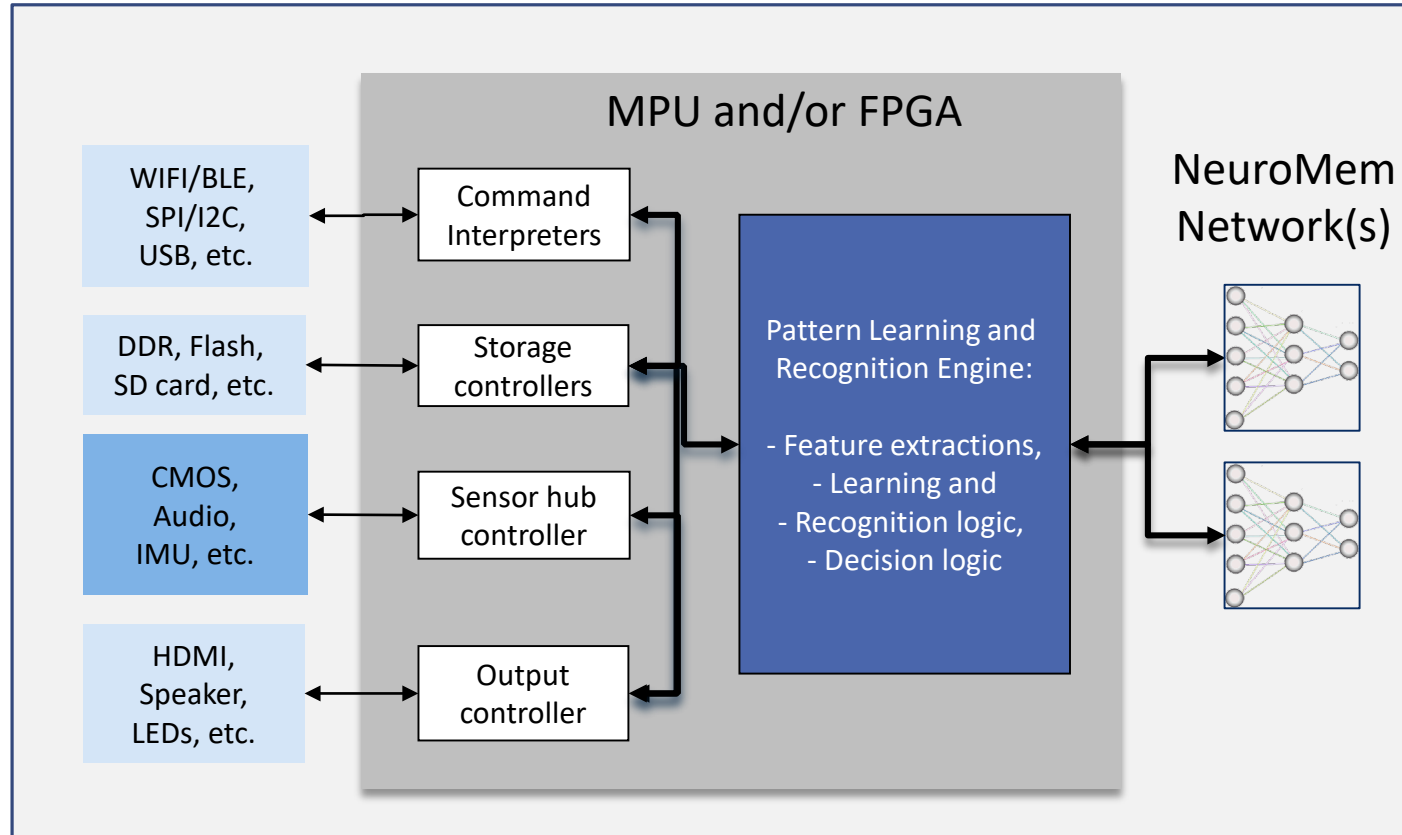 MPU and/or FPGA
WIFI/BLE,
SPI/I2C,
USB, etc.
DDR, Flash,
SD card, etc.
CMOS,
Audio,
IMU, etc.
HDMI,
Speaker,
LEDs, etc.
Command
Interpreters
Storage
controllers
Sensor hub
controller
Output
controller
Pattern Learning and
Recognition Engine:
- Feature extractions,
- Learning and
- Recognition logic,
- Decision logic
NeuroMem
Network(s)